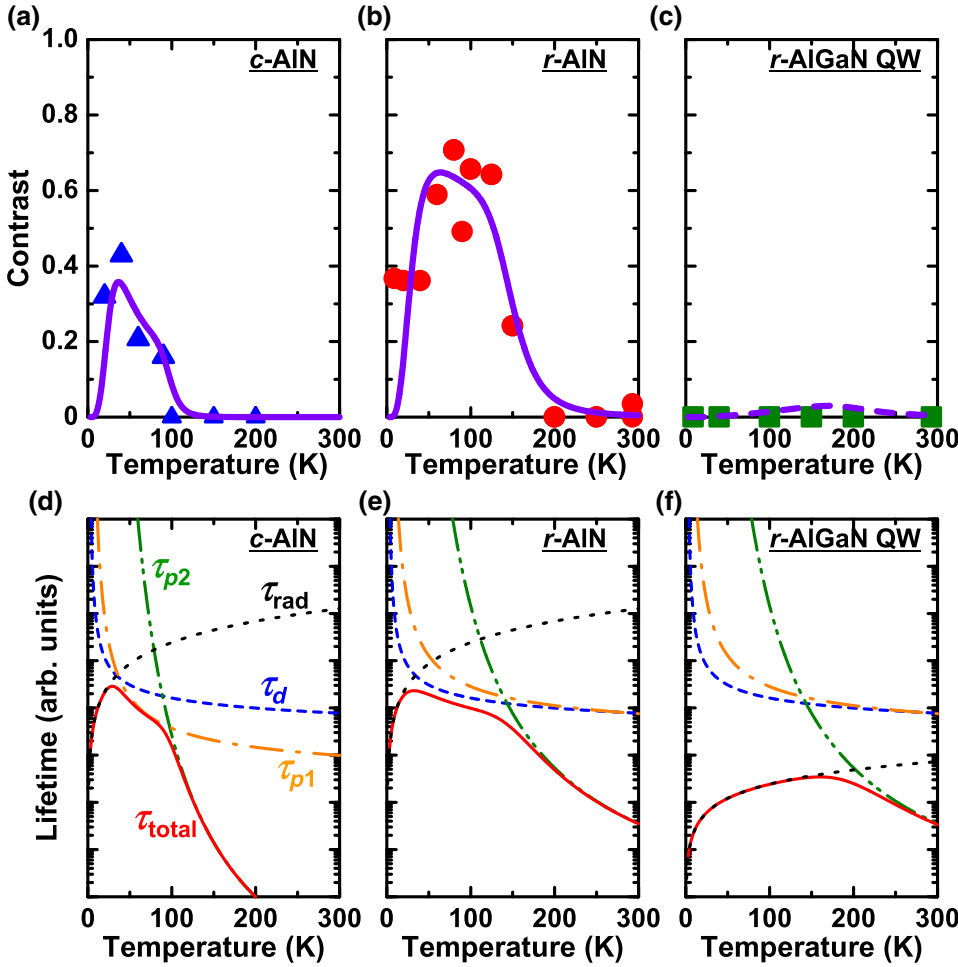 (a) (b) (c)
1.0 c-AlN r-AlN r-AlGaN QW
0.8
0.6
0.4
0.2
0
Contrast
0 100 200 300 0 100 200 300 0 100 200 300
Temperature (K) Temperature (K) Temperature (K)
(d) (e) (f)
c-AlN r-AlN r-AlGaN QW
τp2
τrad
τd
τp1
τtotal
Lifetime (arb. units)
0 100 200 300 0 100 200 300 0 100 200 300
Temperature (K) Temperature (K) Temperature (K)